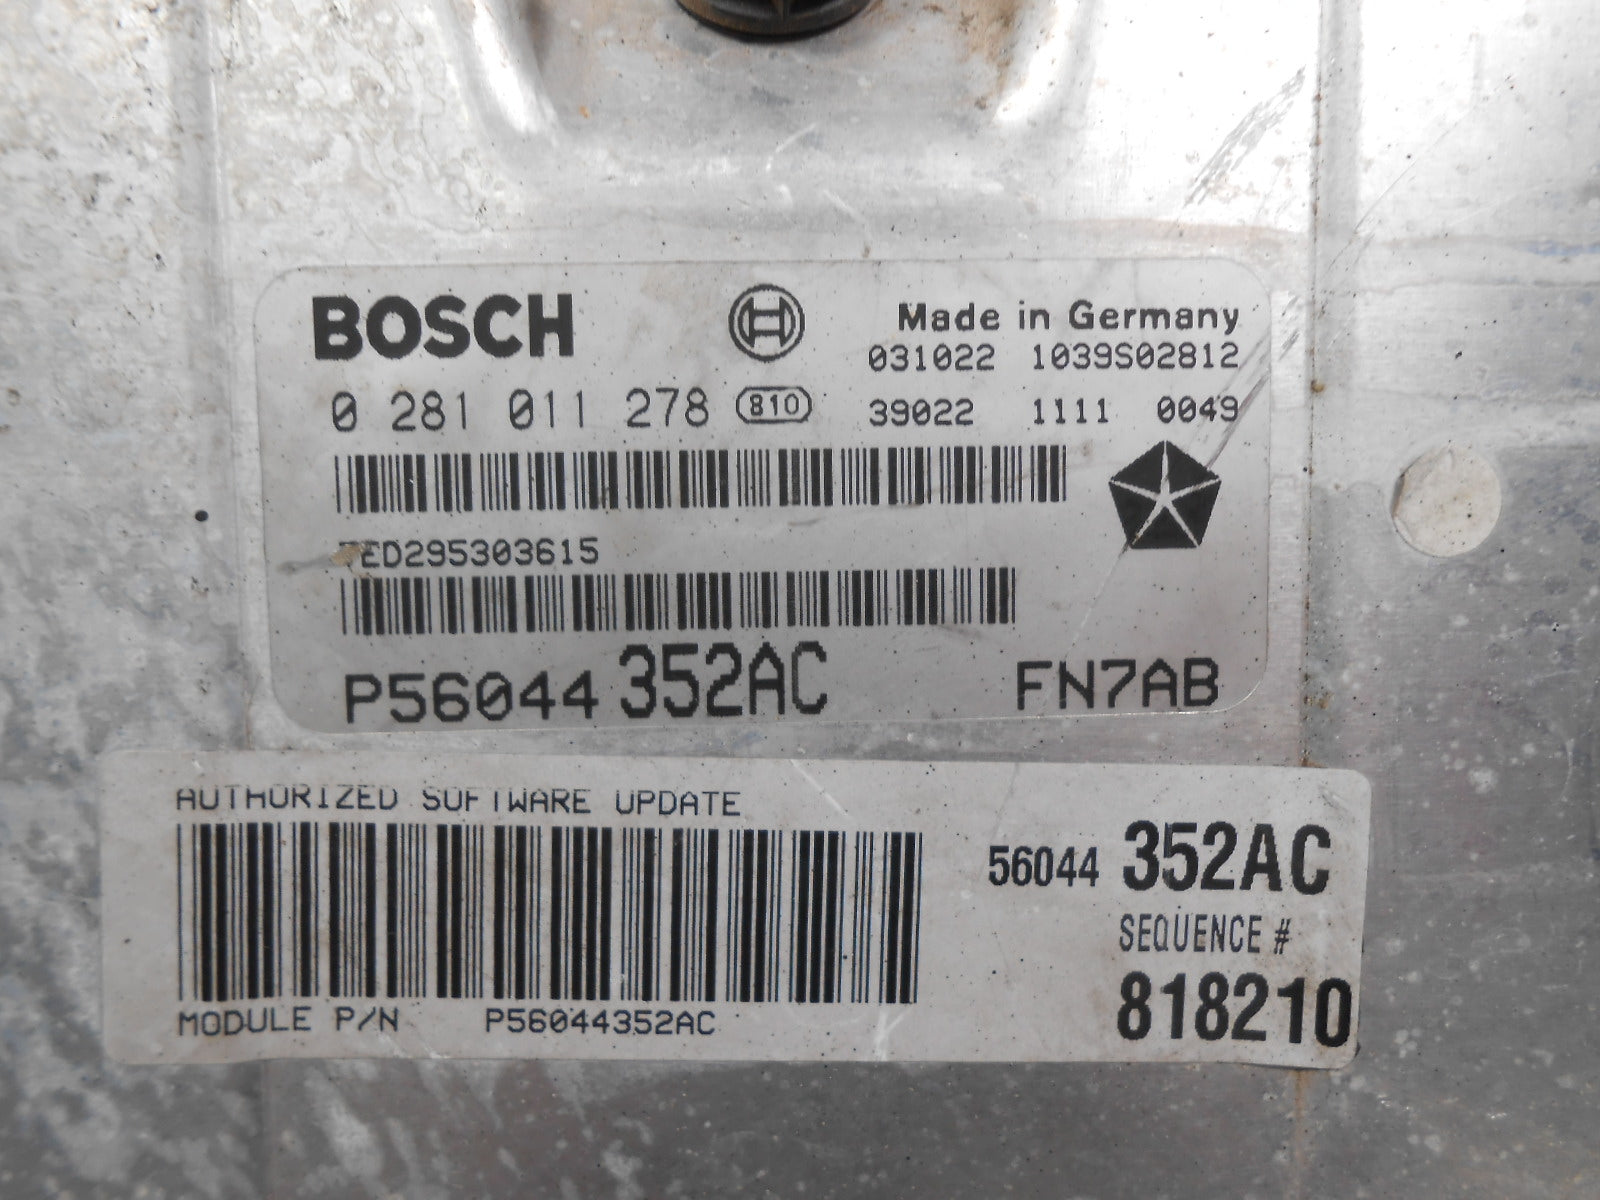 BOSCH
Made in Germany
031022 1039S02812
0 281 011 278 810 39022 1111 0049
P56044 352AC FN7AB
AUTHORIZED SOFTWARE UPDATE
56044 352AC
SEQUENCE #
818210
MODULE P/N P56044352AC